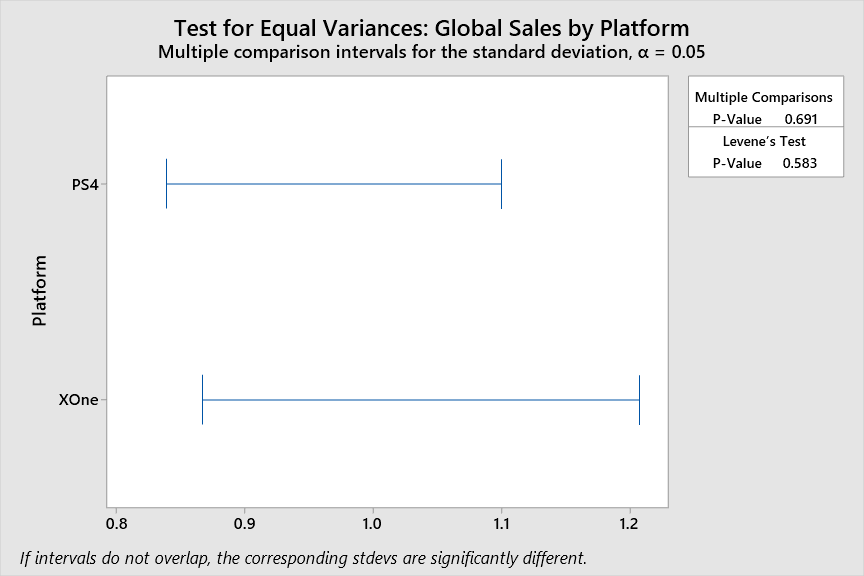 Test for Equal Variances: Global Sales by Platform
Multiple comparison intervals for the standard deviation, α = 0.05
Multiple Comparisons
P-Value 0.691
Levene's Test
P-Value 0.583
Platform
PS4
XOne
0.8 0.9 1.0 1.1 1.2
If intervals do not overlap, the corresponding stdevs are significantly different.